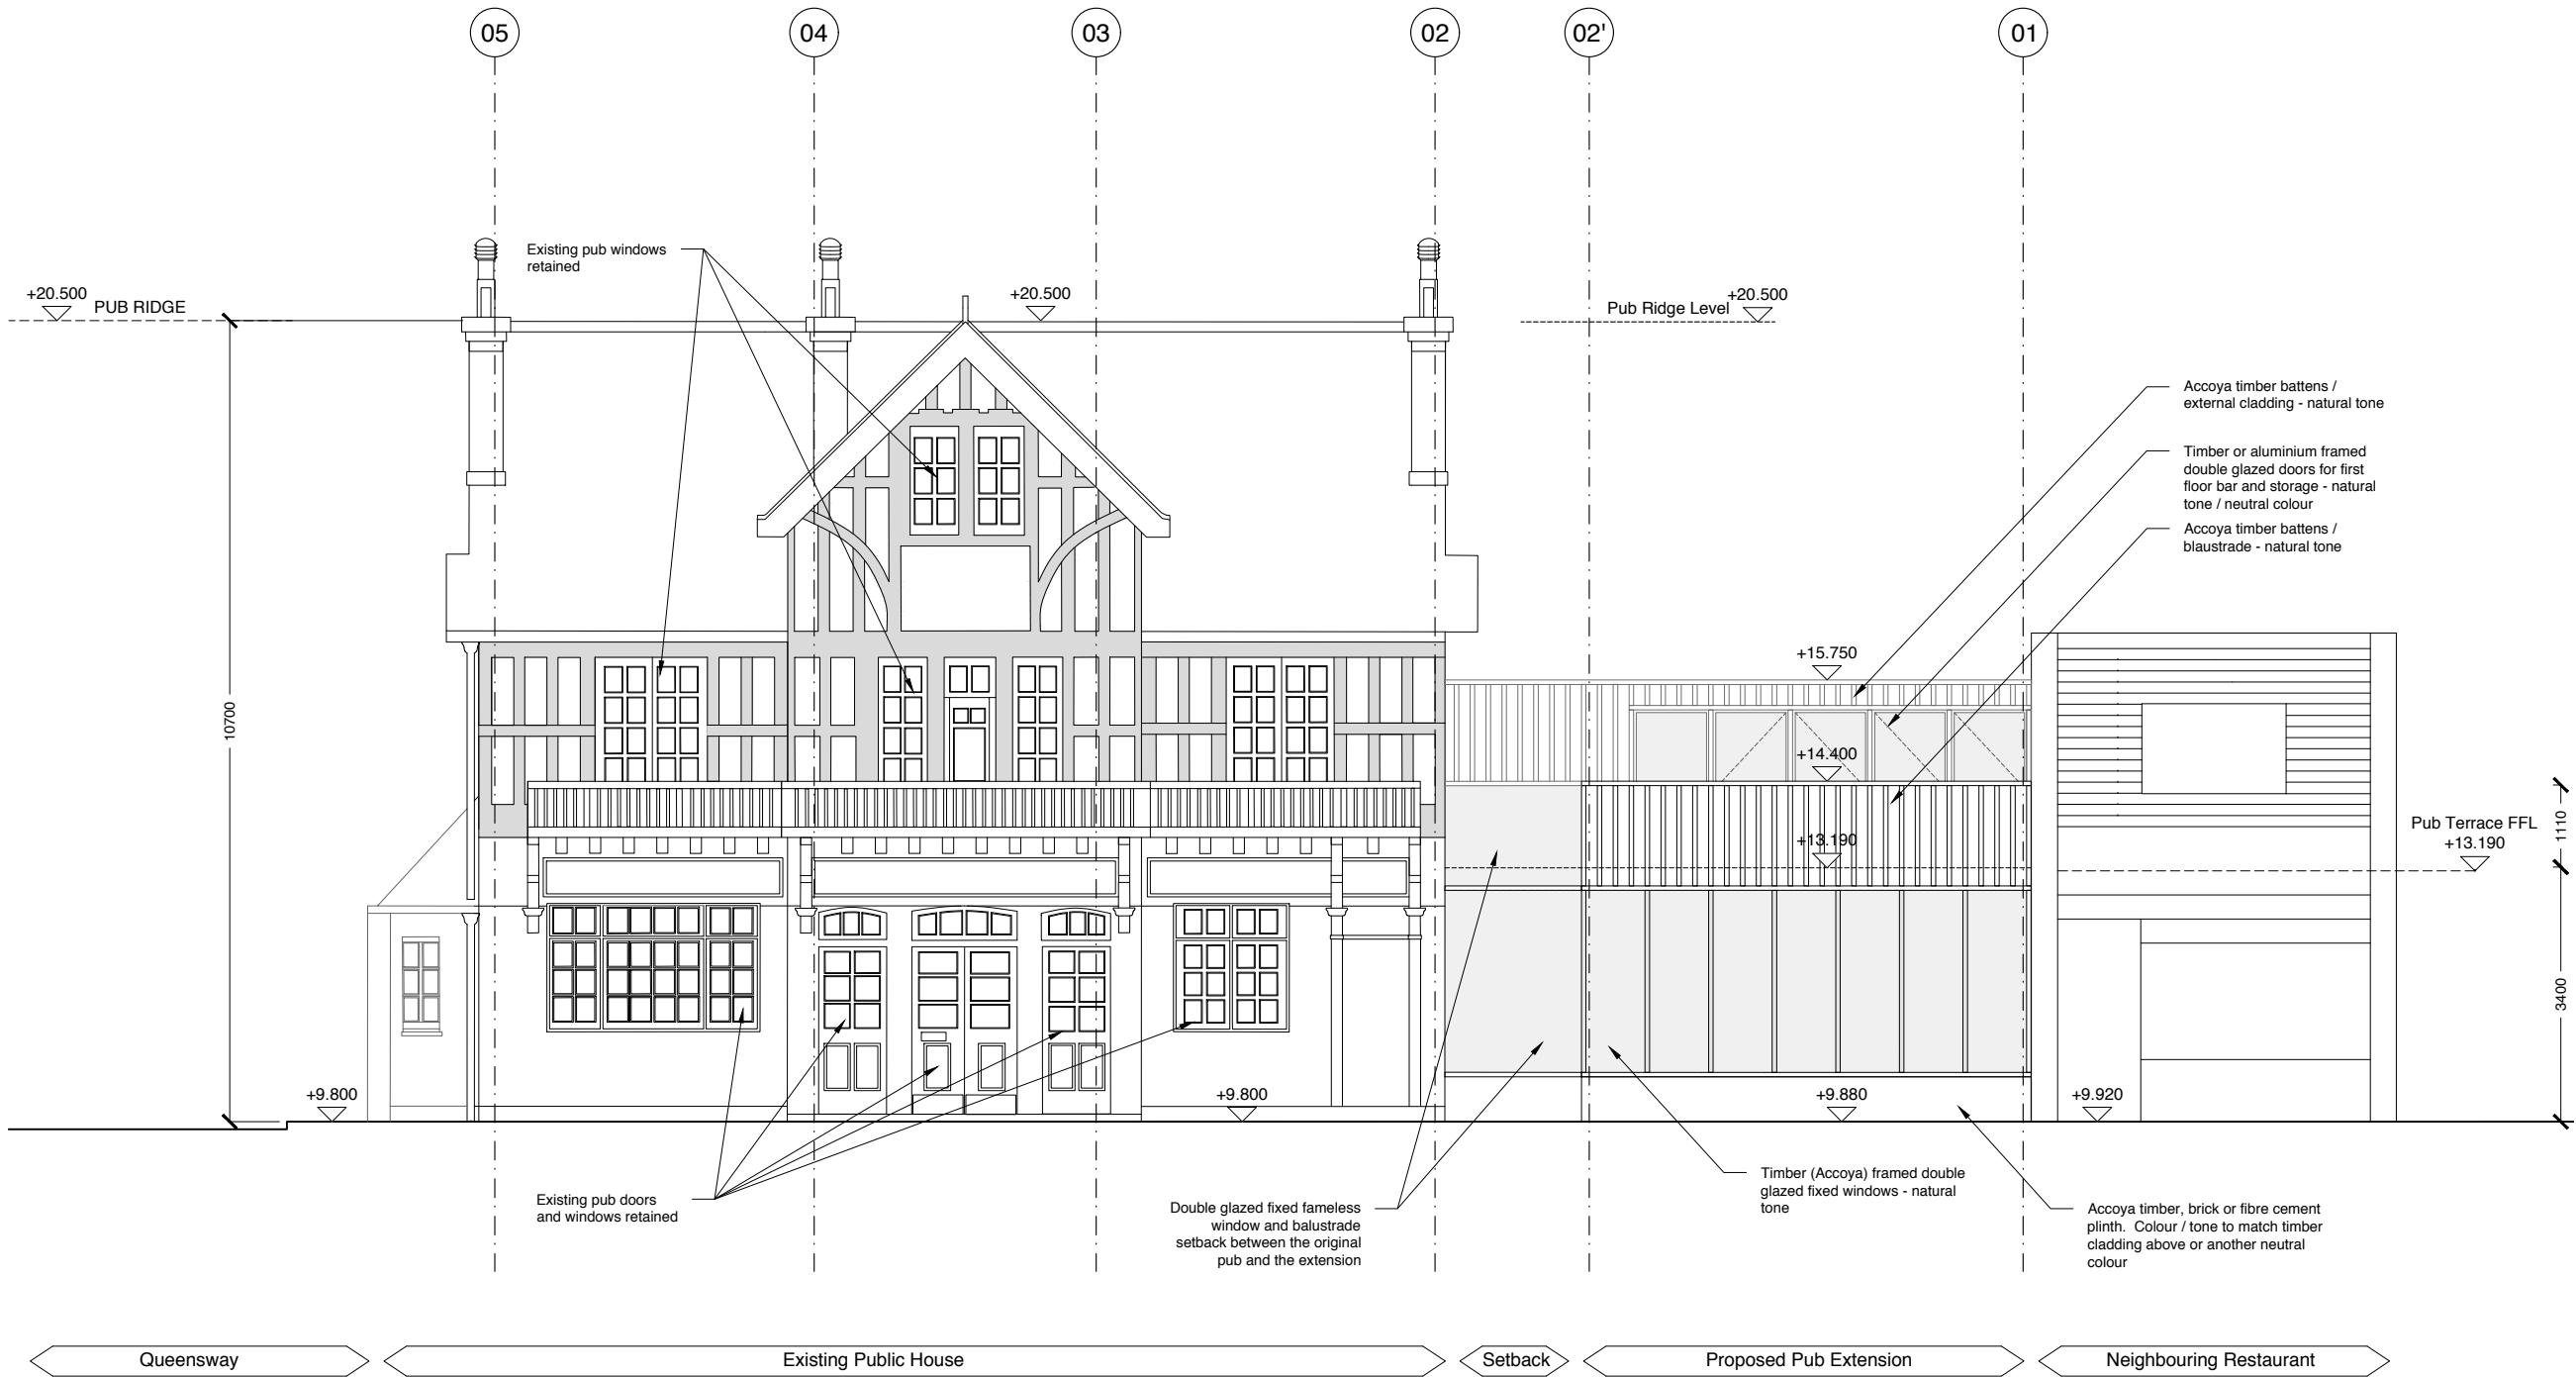 05
04
03
02
02'
01
Existing pub windows
retained
+20.500
PUB RIDGE
+20.500
Pub Ridge Level
+20.500
Accoya timber battens /
external cladding - natural tone
Timber or aluminium framed
double glazed doors for first
floor bar and storage - natural
tone / neutral colour
Accoya timber battens /
blaustrade - natural tone
+15.750
10700
+14.400
+13.190
Pub Terrace FFL
+13.190
1110
3400
+9.800
+9.800
+9.880
+9.920
Existing pub doors
and windows retained
Double glazed fixed fameless
window and balustrade
setback between the original
pub and the extension
Timber (Accoya) framed double
glazed fixed windows - natural
tone
Accoya timber, brick or fibre cement
plinth. Colour / tone to match timber
cladding above or another neutral
colour
Queensway
Existing Public House
Setback
Proposed Pub Extension
Neighbouring Restaurant